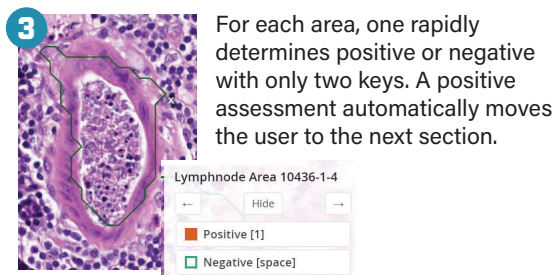 3
For each area, one rapidly
determines positive or negative
with only two keys. A positive
assessment automatically moves
the user to the next section.
Lymphnode Area 10436-1-4
← Hide →
Positive [1]
Negative [space]